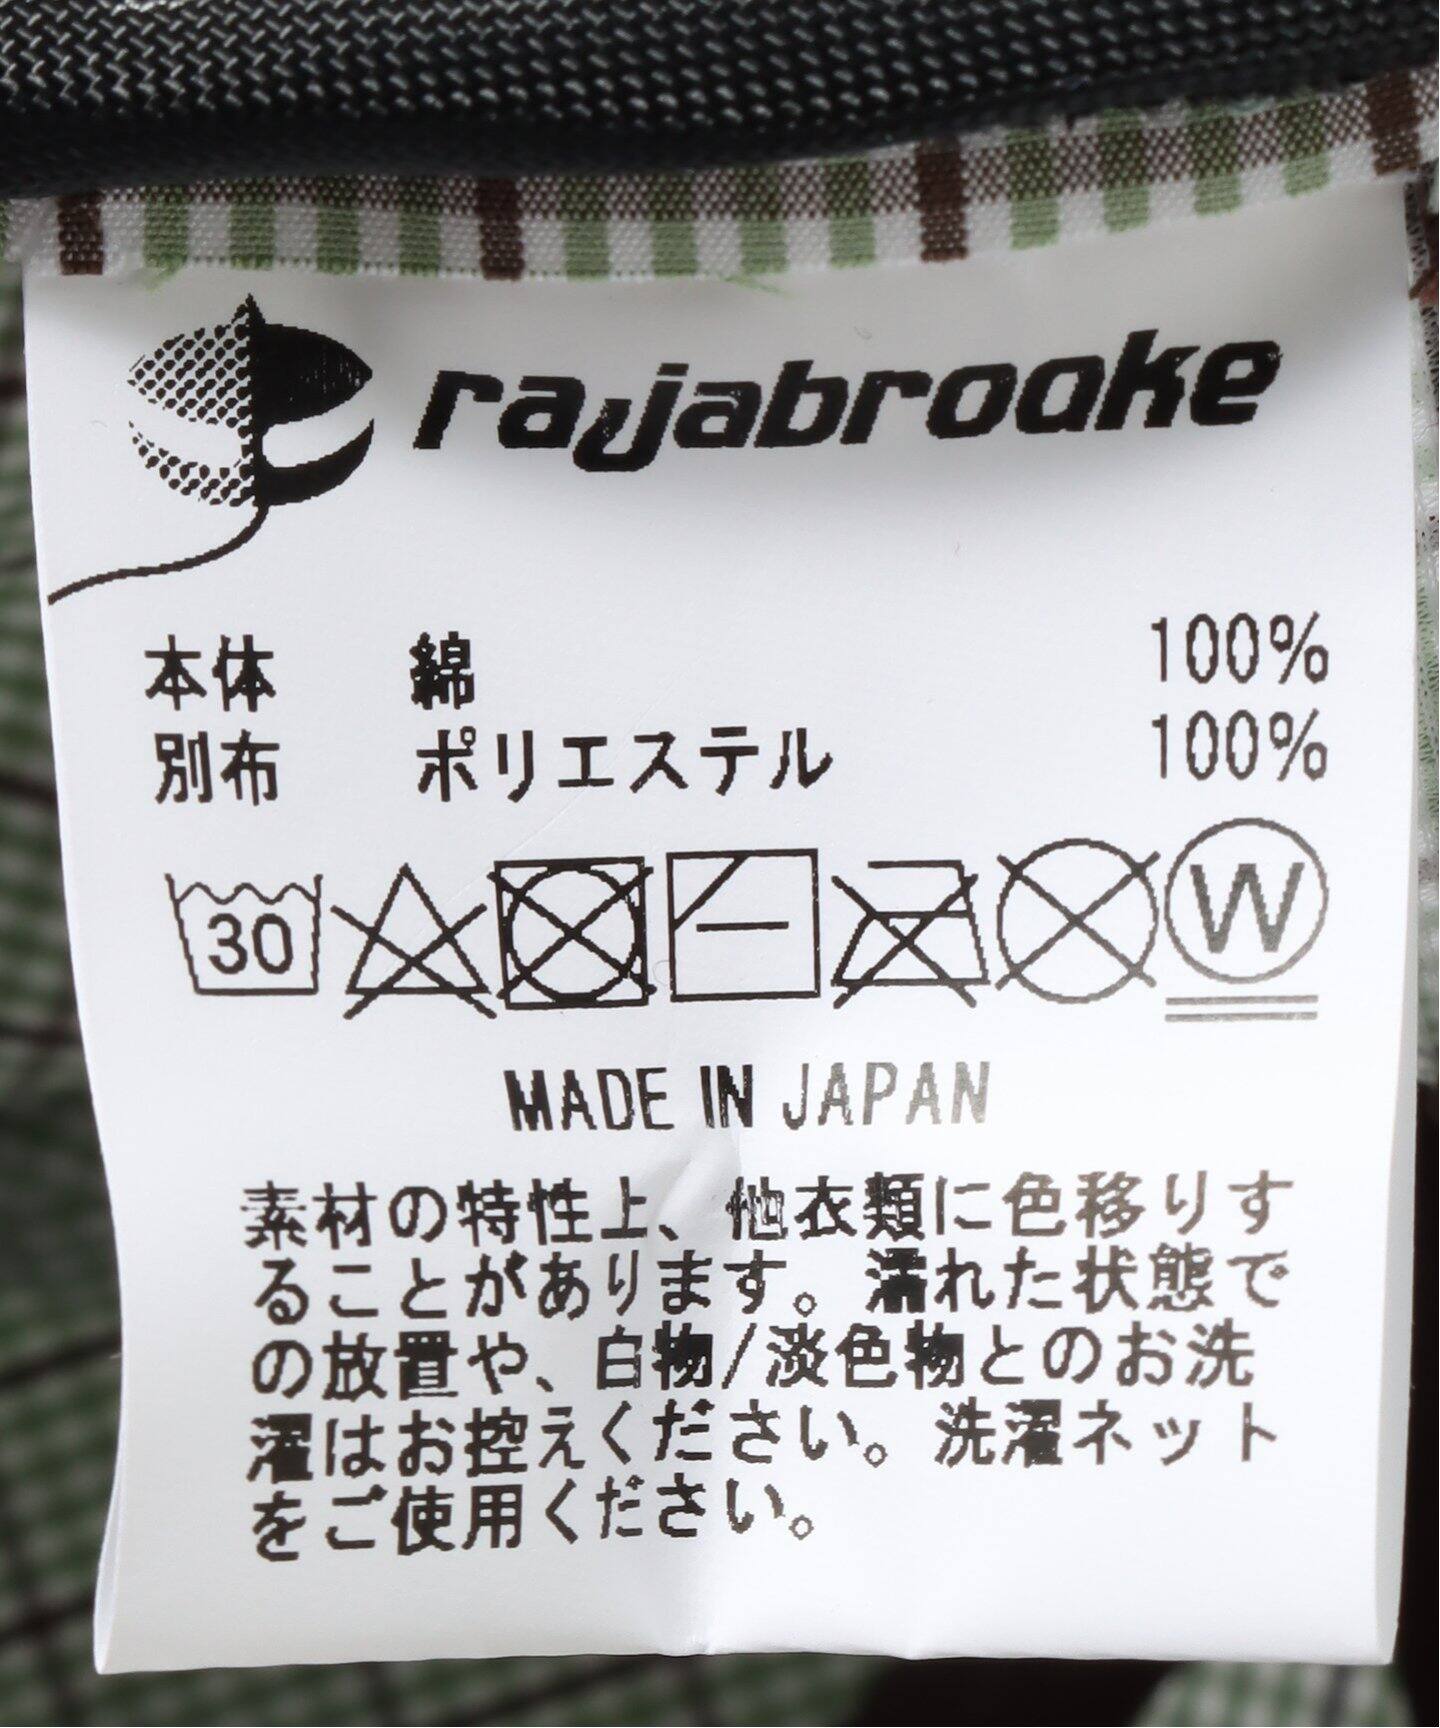 rajabrooke
本体 綿 100%
別布 ポリエステル 100%
30 W
MADE IN JAPAN
素材の特性上、他衣類に色移りす
ることがあります。濡れた状態で
の放置や、白物/淡色物とのお洗
濯はお控えください。洗濯ネット
をご使用ください。